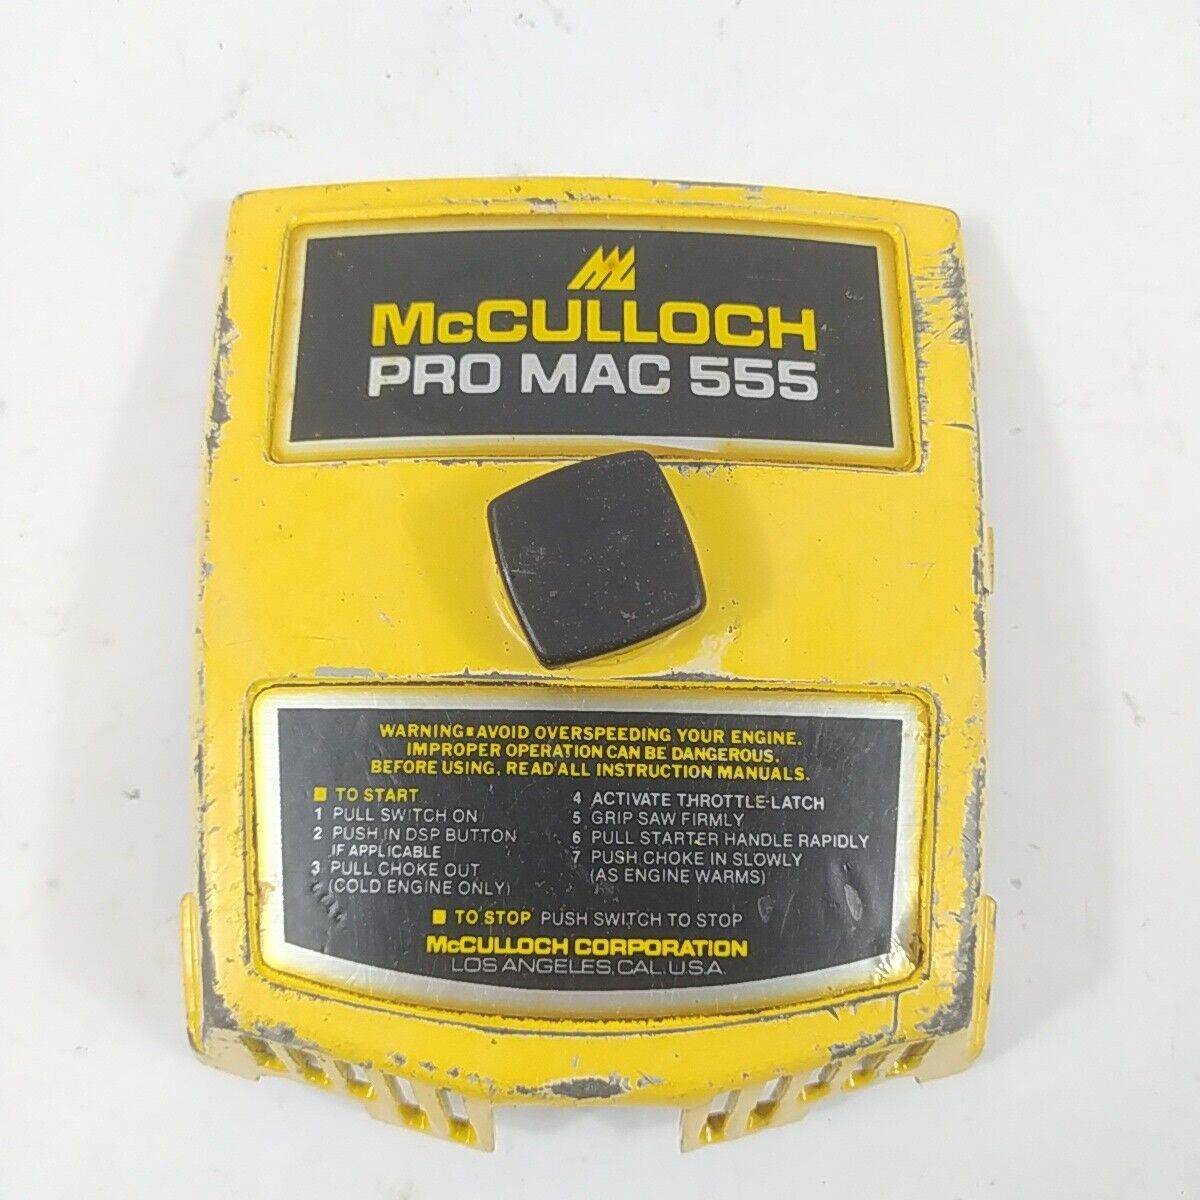 McCULLOCH
PRO MAC 555
WARNING■AVOID OVERSPEEDING YOUR ENGINE.
IMPROPER OPERATION CAN BE DANGEROUS.
BEFORE USING, READ ALL INSTRUCTION MANUALS.
■ TO START
1 PULL SWITCH ON
2 PUSH IN DSP BUTTON
IF APPLICABLE
3 PULL CHOKE OUT
(COLD ENGINE ONLY)
4 ACTIVATE THROTTLE-LATCH
5 GRIP SAW FIRMLY
6 PULL STARTER HANDLE RAPIDLY
7 PUSH CHOKE IN SLOWLY
(AS ENGINE WARMS)
■ TO STOP PUSH SWITCH TO STOP
McCULLOCH CORPORATION
LOS ANGELES, CAL. U.S.A.